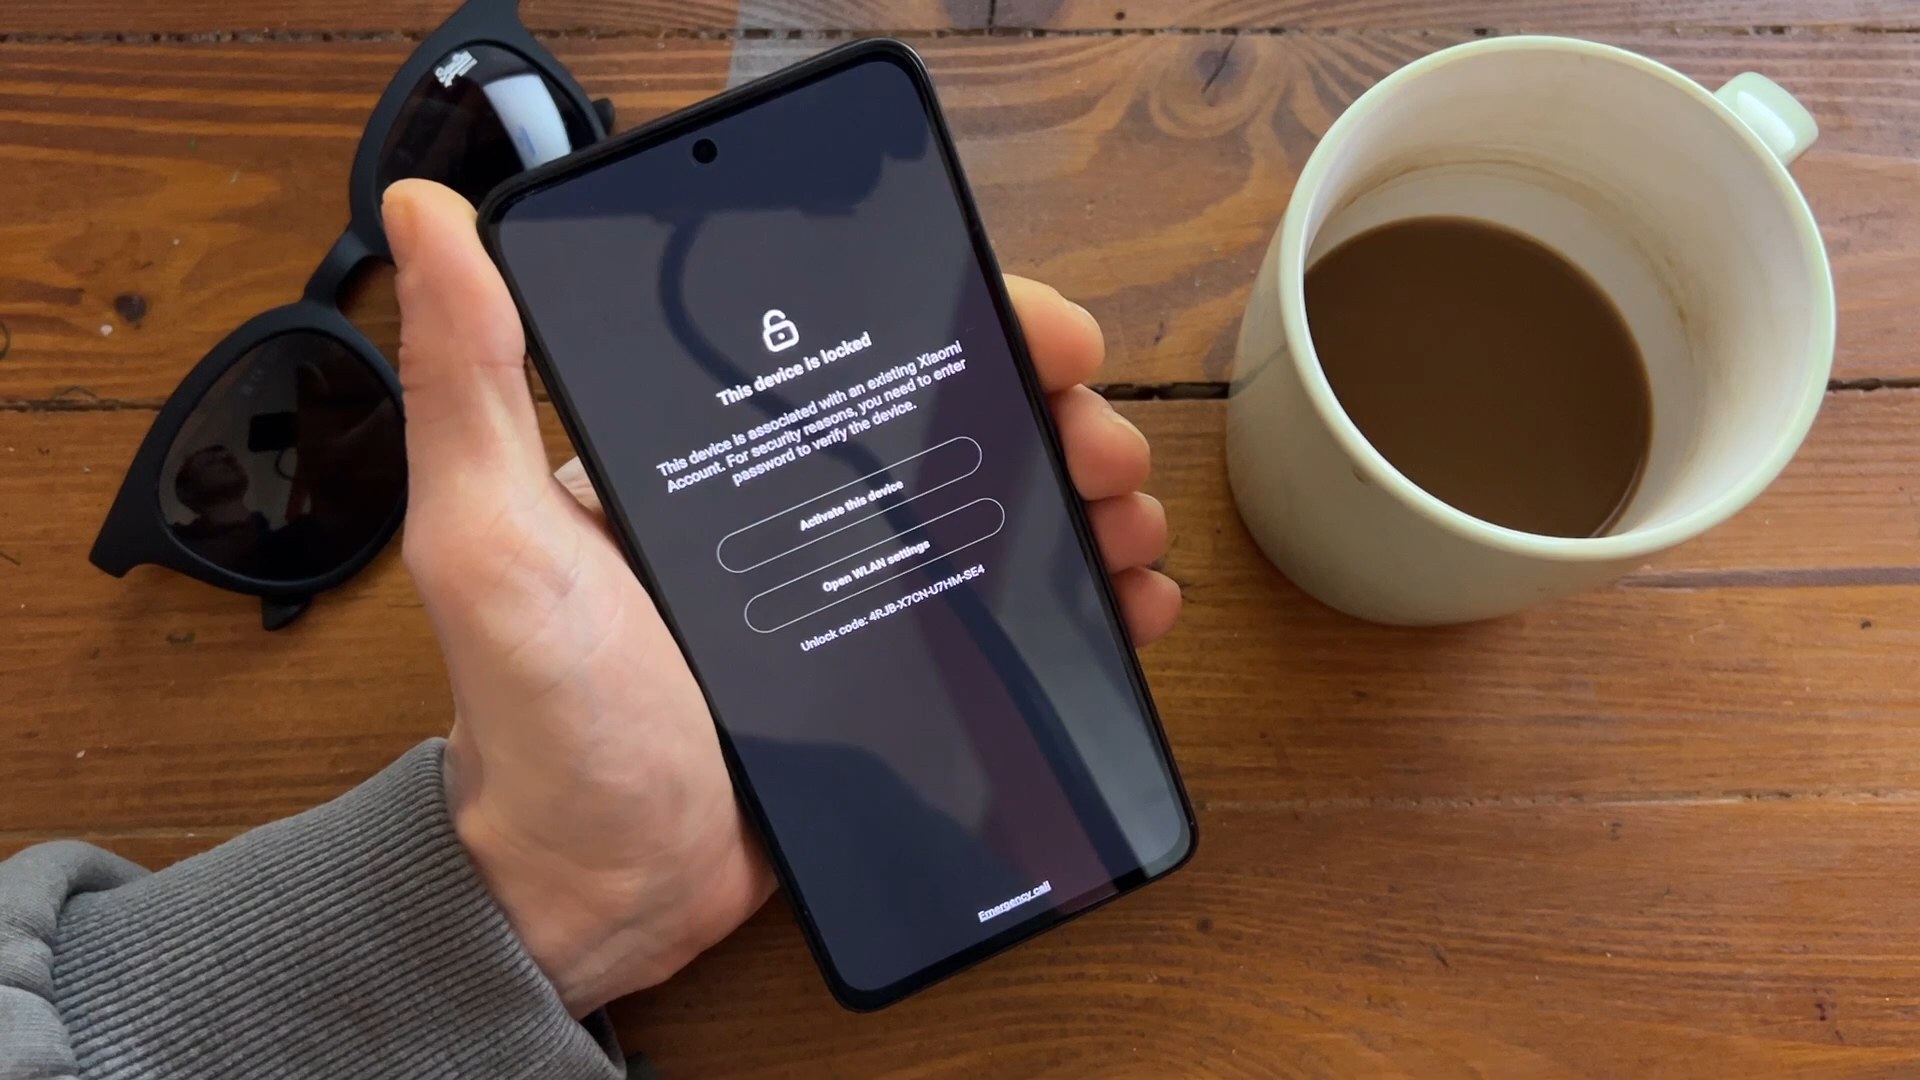 Superdry
This device is locked
This device is associated with an existing Xiaomi
Account. For security reasons, you need to enter
password to verify the device.
Activate this device
Open WLAN settings
Unlock code: 4RJB-X7CN-U7HM-SE4
Emergency call